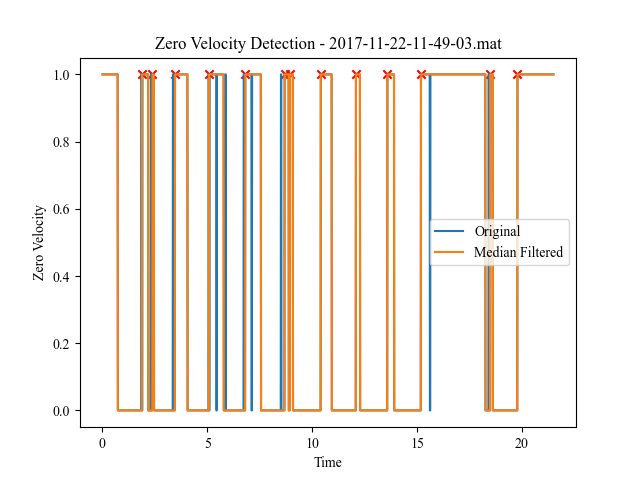 Zero Velocity Detection - 2017-11-22-11-49-03.mat
1.0
0.8
0.6
0.4
0.2
0.0
Zero Velocity
Original
Median Filtered
0 5 10 15 20
Time